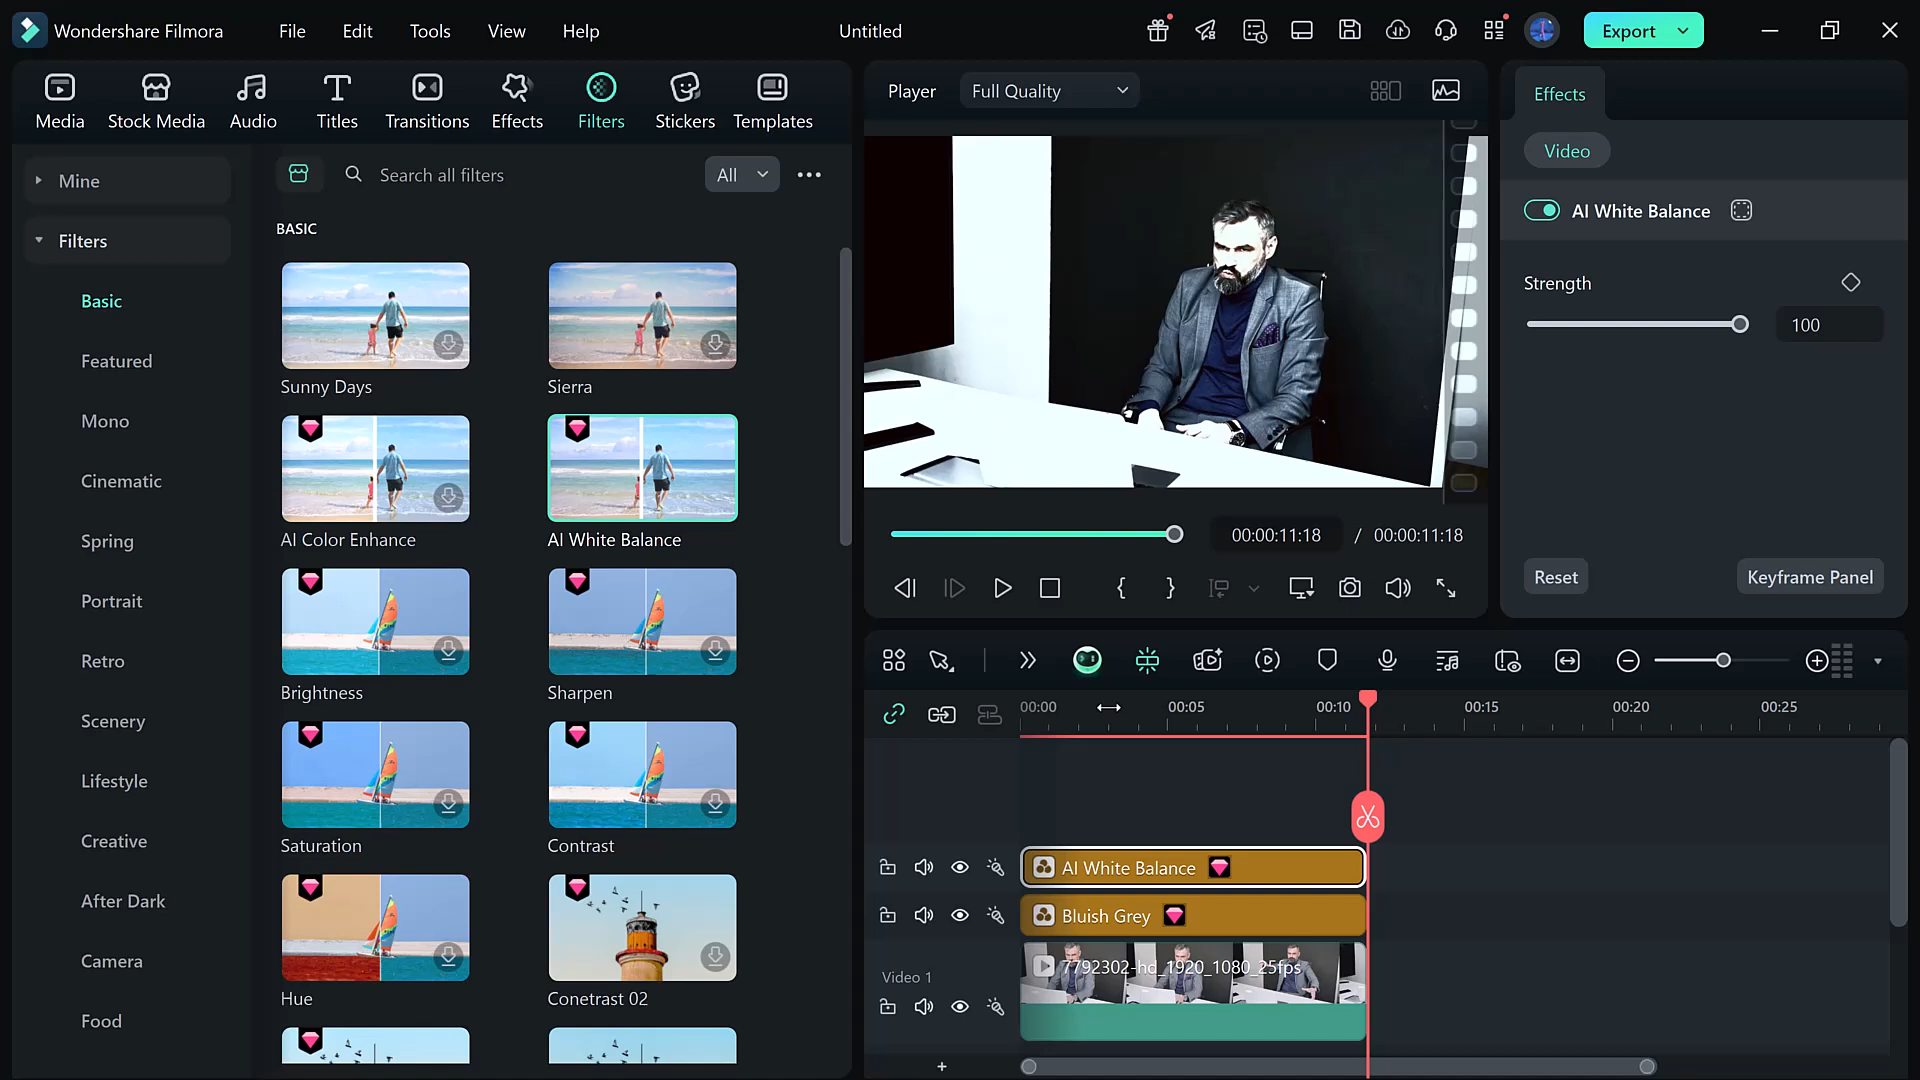 Wondershare Filmora
File
Edit
Tools
View
Help
Untitled
Export
Media
Stock Media
Audio
Titles
Transitions
Effects
Filters
Stickers
Templates
Mine
Filters
Basic
Featured
Mono
Cinematic
Spring
Portrait
Retro
Scenery
Lifestyle
Creative
After Dark
Camera
Food
Search all filters
All
BASIC
Sunny Days
Sierra
AI Color Enhance
AI White Balance
Brightness
Sharpen
Saturation
Contrast
Hue
Conetrast 02
Player
Full Quality
00:00:11:18 / 00:00:11:18
Effects
Video
AI White Balance
Strength
100
Reset
Keyframe Panel
00:00
00:05
00:10
00:15
00:20
00:25
AI White Balance
Bluish Grey
Video 1
7792302-hd_1920_1080_25fps